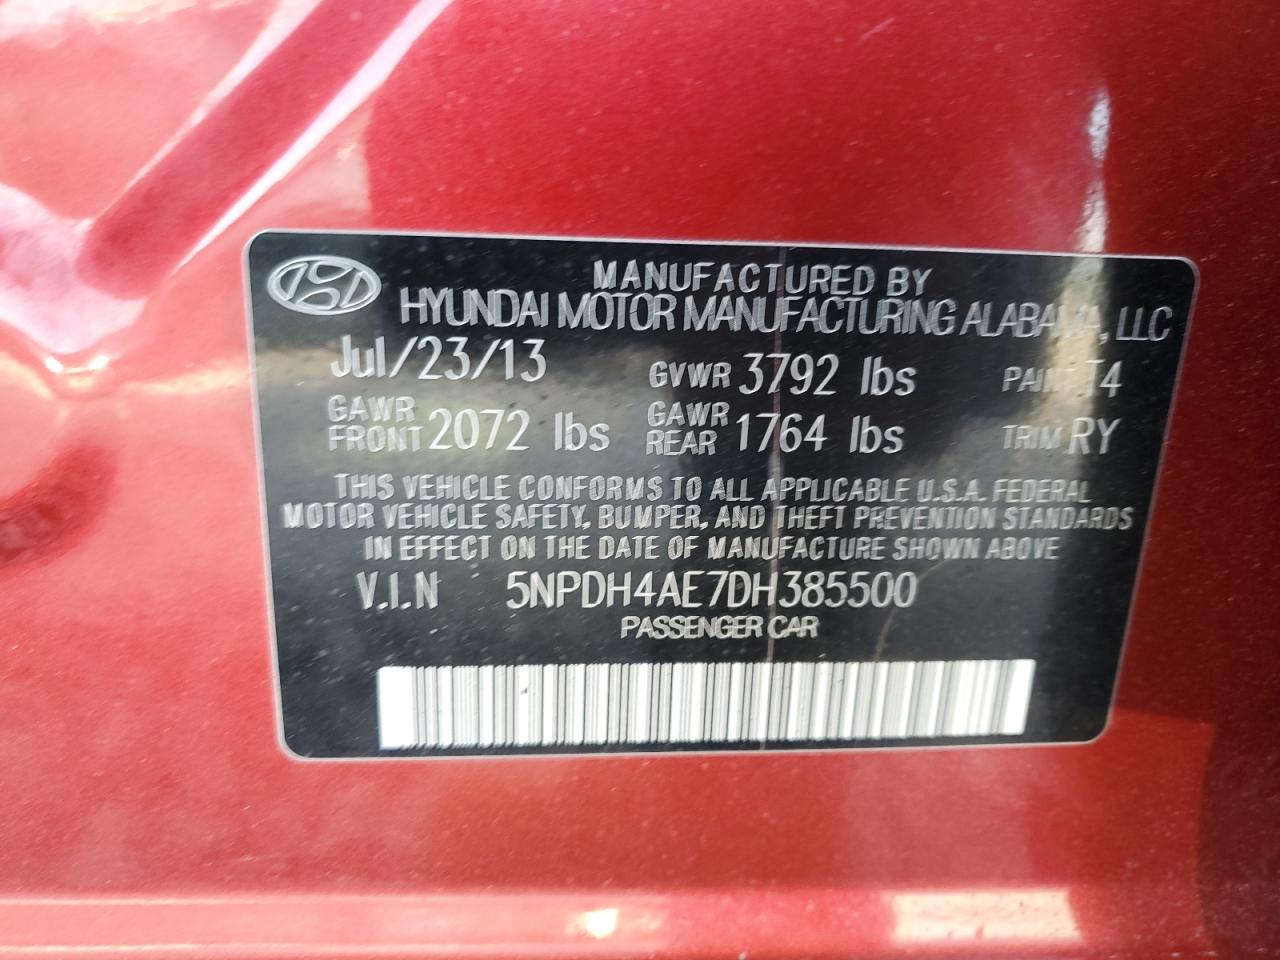 MANUFACTURED BY
HYUNDAI MOTOR MANUFACTURING ALABAMA, LLC
Jul/23/13 GVWR 3792 lbs PAINT T4
GAWR FRONT 2072 lbs GAWR REAR 1764 lbs TRIM RY
THIS VEHICLE CONFORMS TO ALL APPLICABLE U.S.A. FEDERAL
MOTOR VEHICLE SAFETY, BUMPER, AND THEFT PREVENTION STANDARDS
IN EFFECT ON THE DATE OF MANUFACTURE SHOWN ABOVE
V.I.N 5NPDH4AE7DH385500
PASSENGER CAR